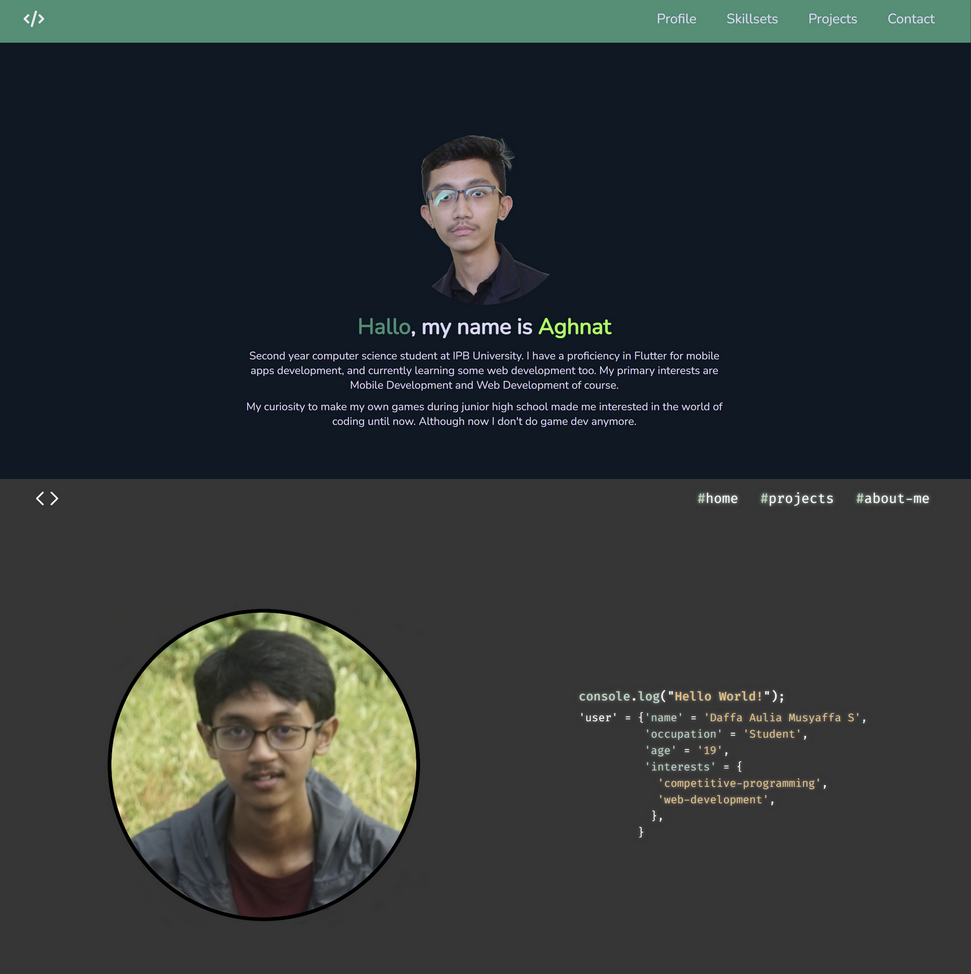 </>
Profile Skillsets Projects Contact
Hallo, my name is Aghnat
Second year computer science student at IPB University. I have a proficiency in Flutter for mobile
apps development, and currently learning some web development too. My primary interests are
Mobile Development and Web Development of course.
My curiosity to make my own games during junior high school made me interested in the world of
coding until now. Although now I don't do game dev anymore.
< >
#home #projects #about-me
console.log("Hello World!");
'user' = {'name' = 'Daffa Aulia Musyaffa S',
'occupation' = 'Student',
'age' = '19',
'interests' = {
'competitive-programming',
'web-development',
},
}